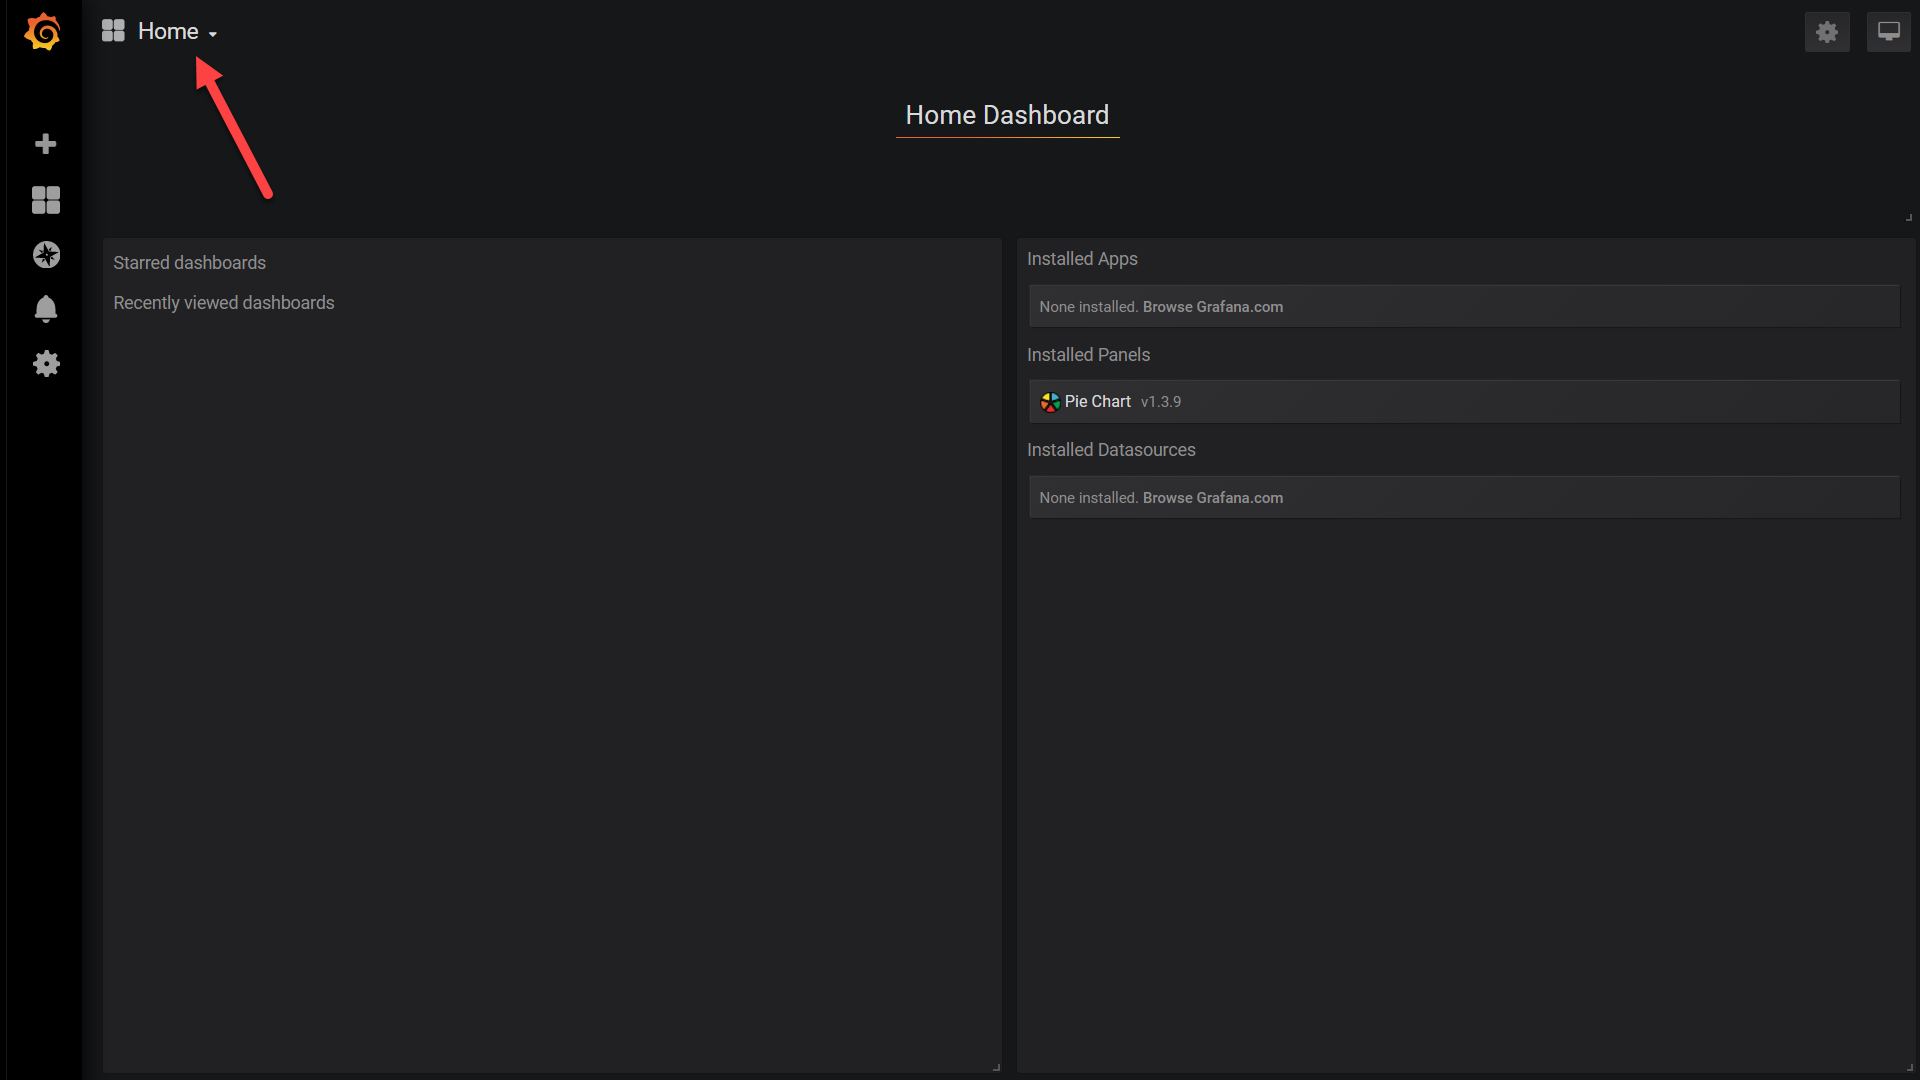 Home
Home Dashboard
Starred dashboards
Recently viewed dashboards
Installed Apps
None installed. Browse Grafana.com
Installed Panels
Pie Chart v1.3.9
Installed Datasources
None installed. Browse Grafana.com